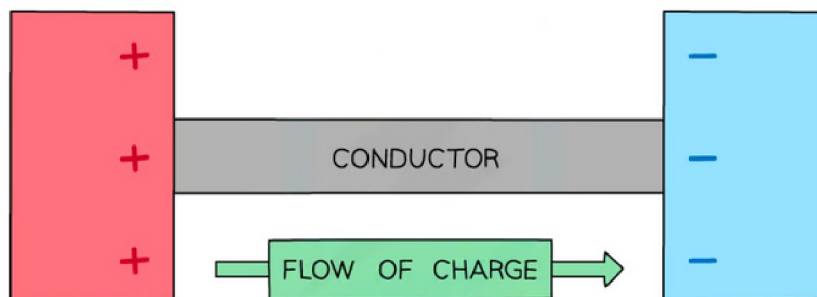 + −
+ CONDUCTOR −
+ FLOW OF CHARGE −